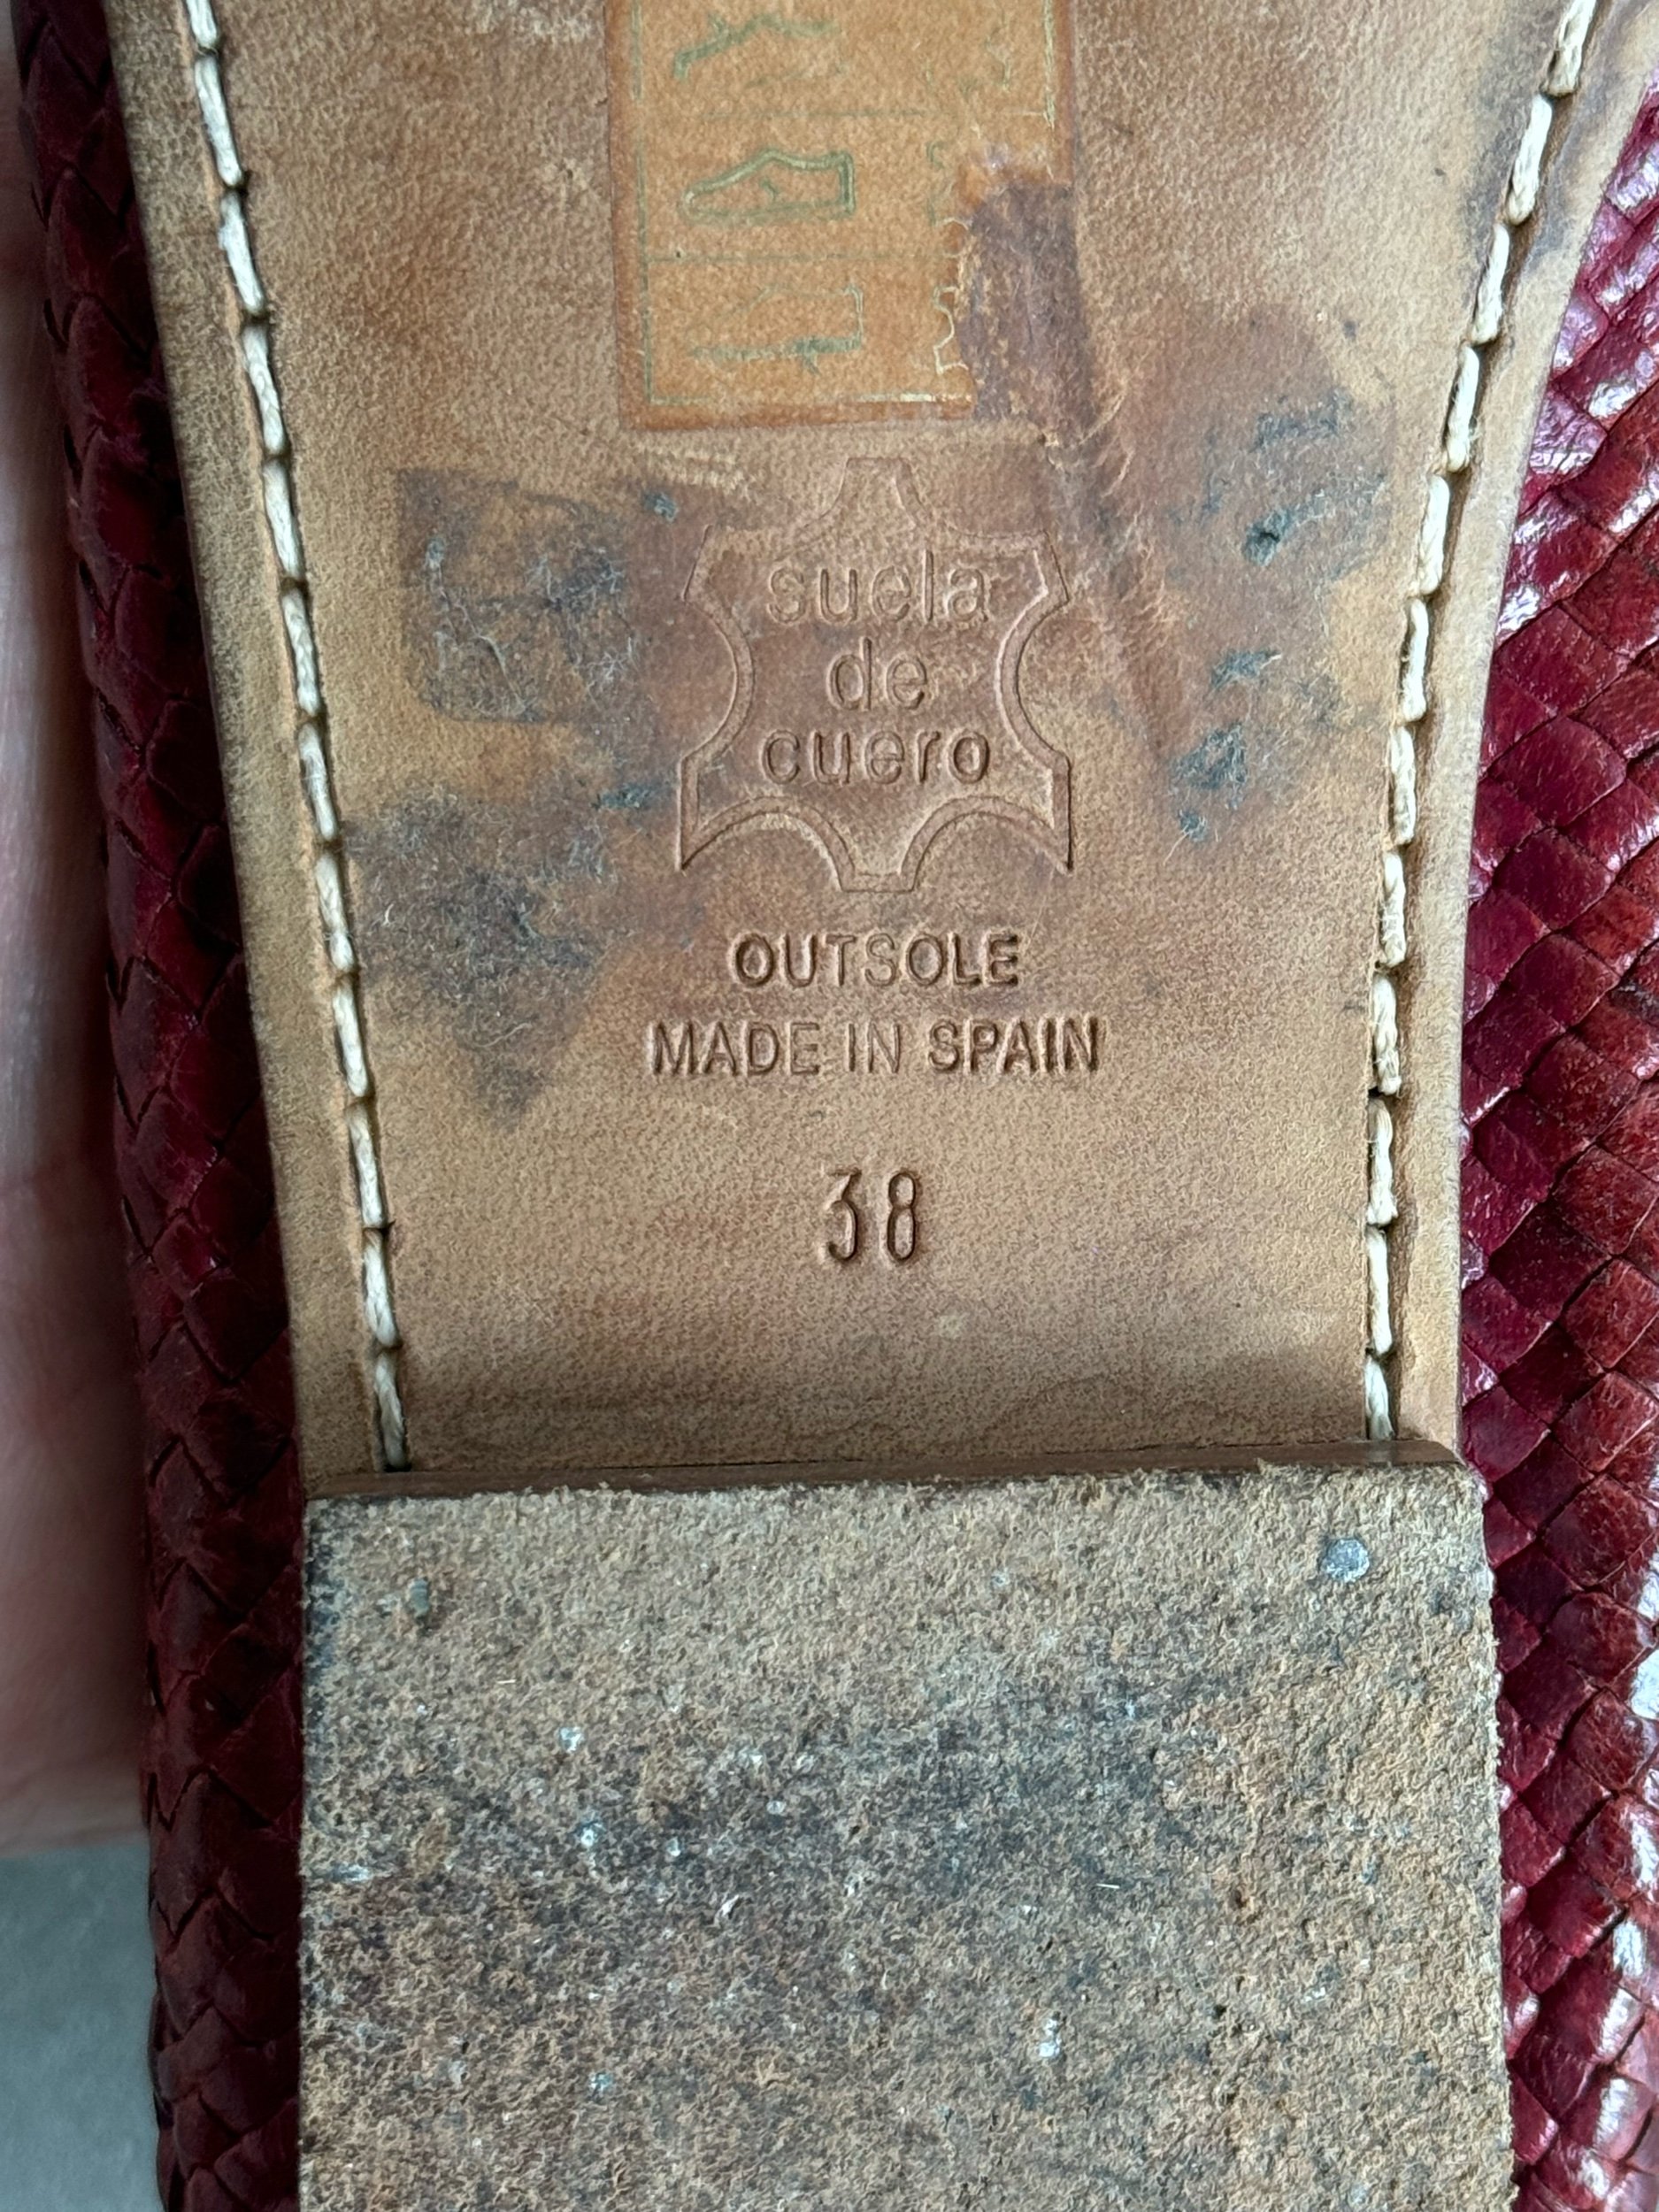 suela
de
cuero
OUTSOLE
MADE IN SPAIN
38